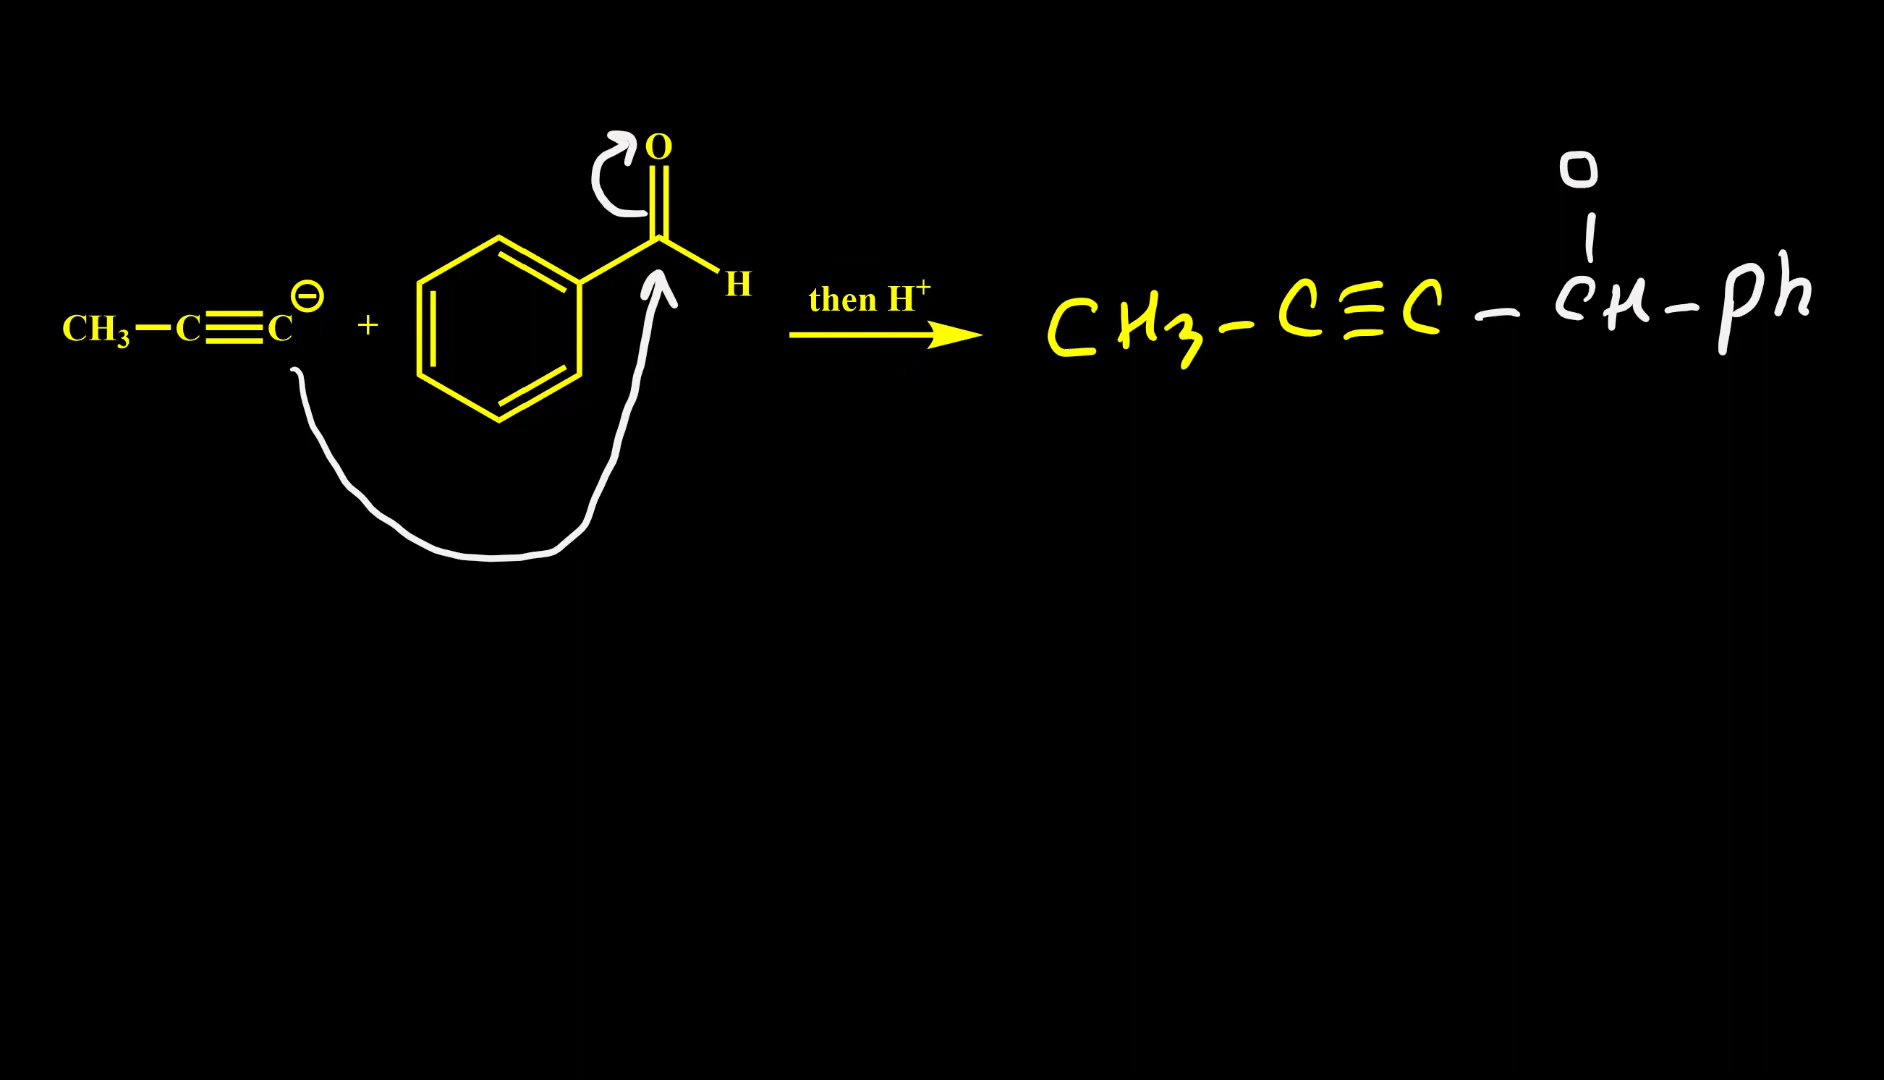 O
O
H
then H⁺
CH₃—C≡C⊖ +
CH₃-C≡C-CH-Ph